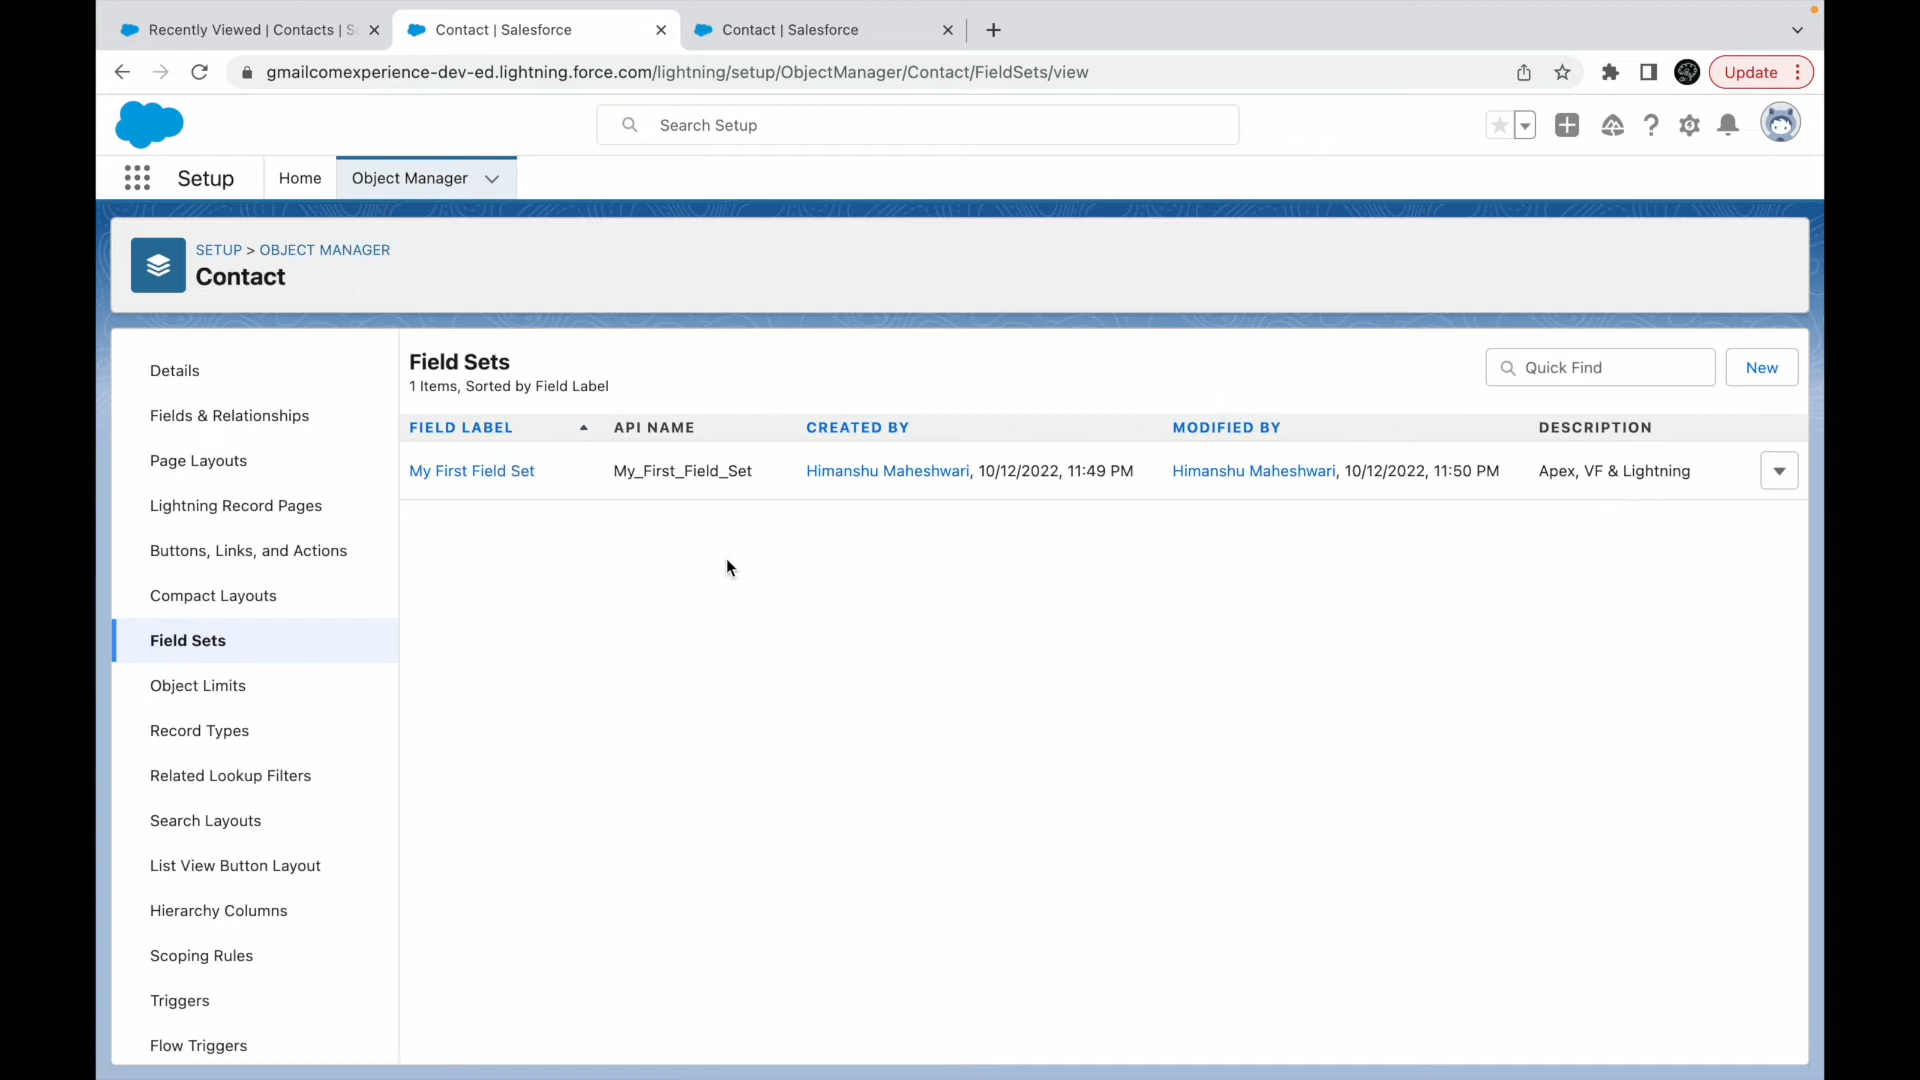 Recently Viewed | Contacts | S
Contact | Salesforce
Contact | Salesforce
gmailcomexperience-dev-ed.lightning.force.com/lightning/setup/ObjectManager/Contact/FieldSets/view
Update
Search Setup
Setup
Home
Object Manager
SETUP > OBJECT MANAGER
Contact
Details
Fields & Relationships
Page Layouts
Lightning Record Pages
Buttons, Links, and Actions
Compact Layouts
Field Sets
Object Limits
Record Types
Related Lookup Filters
Search Layouts
List View Button Layout
Hierarchy Columns
Scoping Rules
Triggers
Flow Triggers
Field Sets
1 Items, Sorted by Field Label
Quick Find
New
FIELD LABEL API NAME CREATED BY MODIFIED BY DESCRIPTION
My First Field Set My_First_Field_Set Himanshu Maheshwari, 10/12/2022, 11:49 PM Himanshu Maheshwari, 10/12/2022, 11:50 PM Apex, VF & Lightning